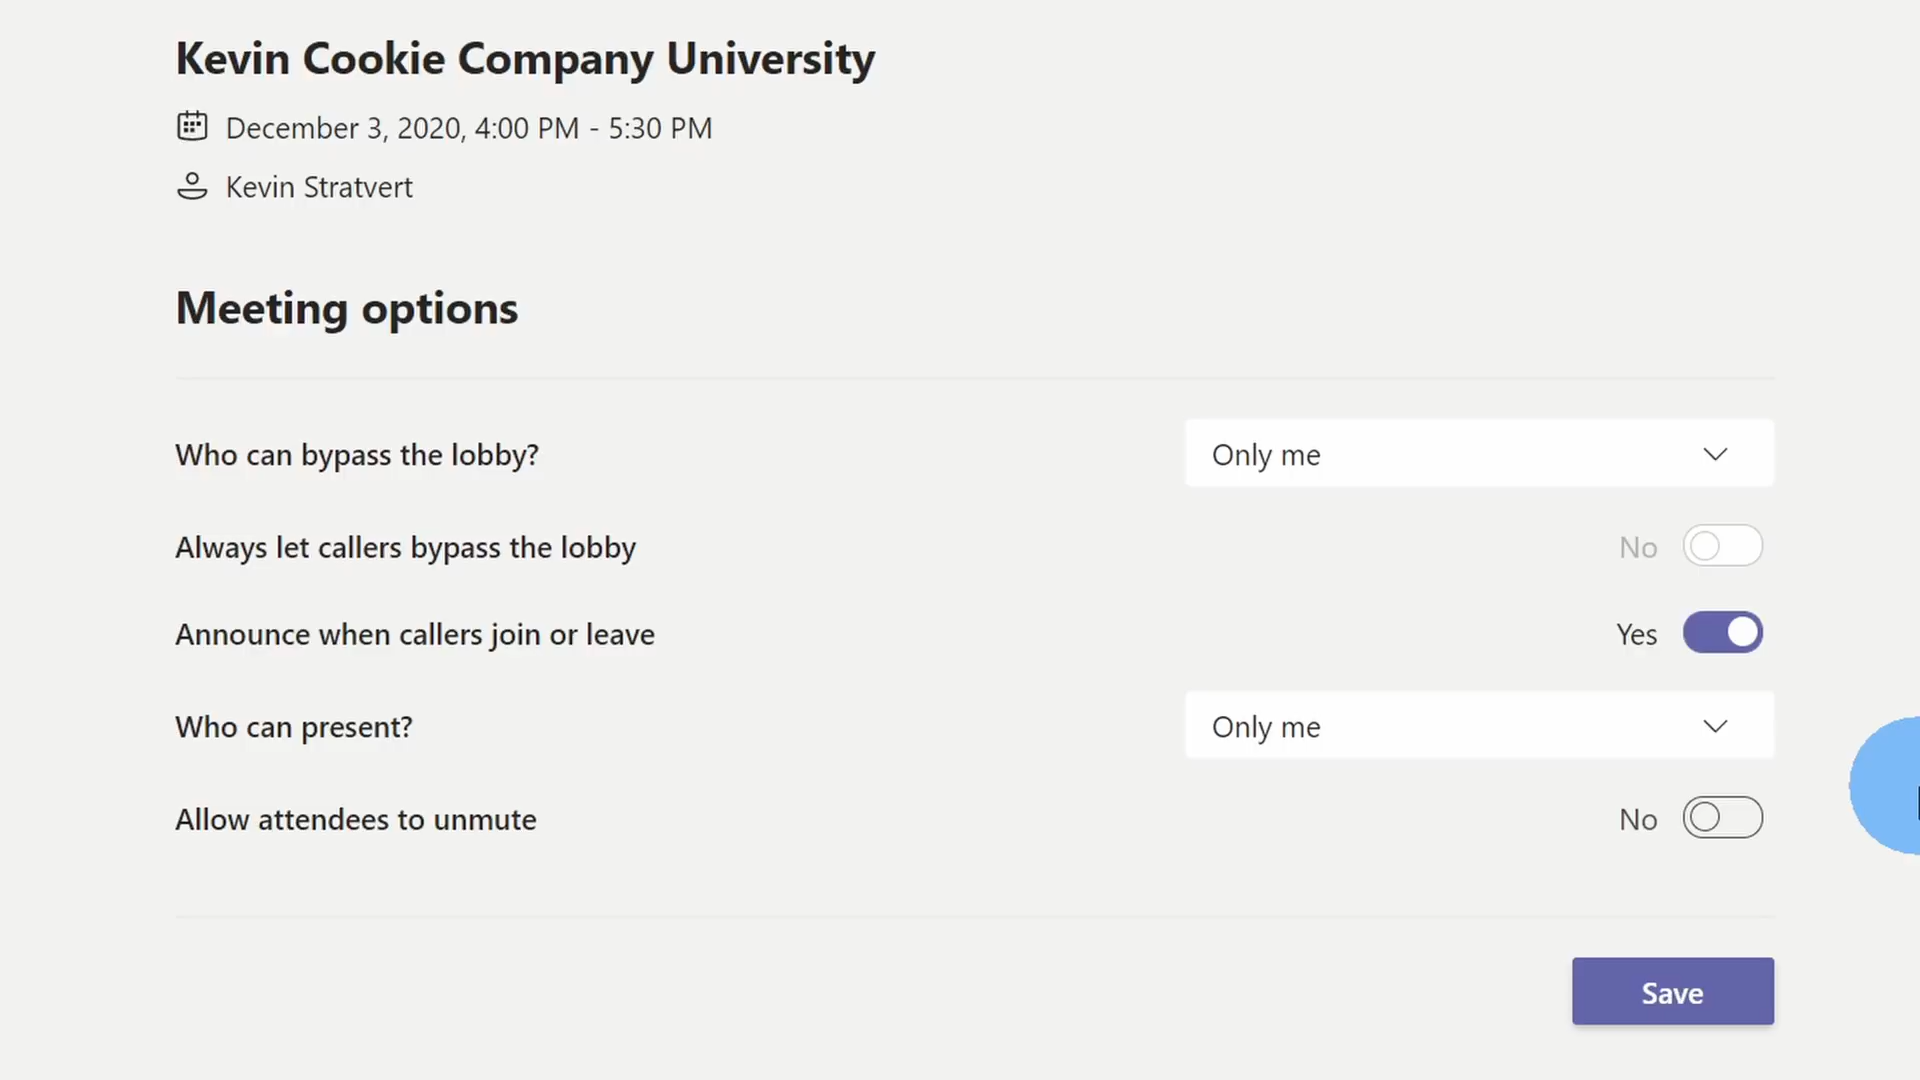 Kevin Cookie Company University
December 3, 2020, 4:00 PM - 5:30 PM
Kevin Stratvert
Meeting options
Who can bypass the lobby? Only me
Always let callers bypass the lobby No
Announce when callers join or leave Yes
Who can present? Only me
Allow attendees to unmute No
Save